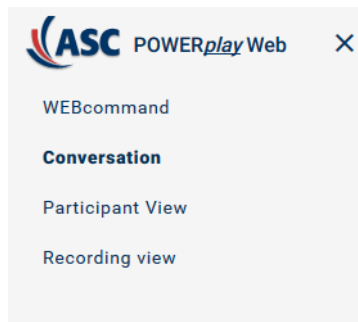 ASC POWERplay Web
WEBcommand
Conversation
Participant View
Recording view